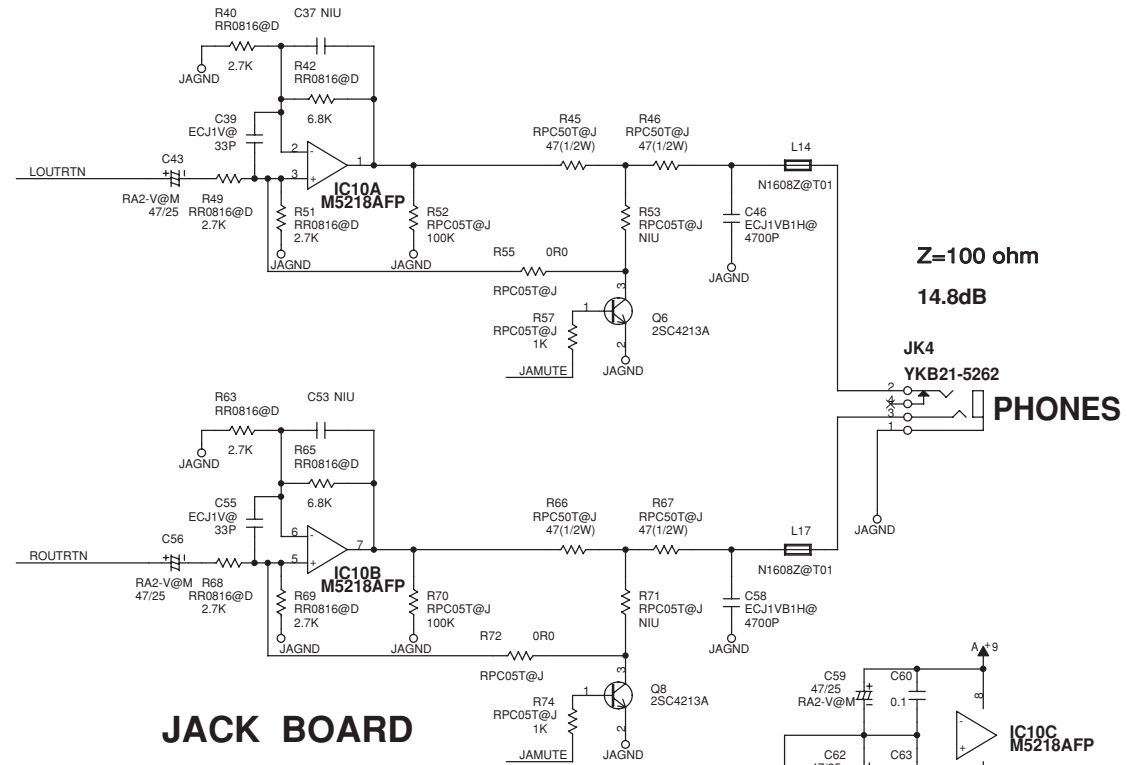 R40
RR0816@D
C37 NIU
2.7K
JAGND
R42
RR0816@D
6.8K
C39
ECJ1V@
33P
C43
LOUTRTN
RA2-V@M
47/25
R49
RR0816@D
2.7K
2
-
3
+
1
IC10A
M5218AFP
R51
RR0816@D
2.7K
JAGND
R52
RPC05T@J
100K
JAGND
R45
RPC50T@J
47(1/2W)
R46
RPC50T@J
47(1/2W)
L14
N1608Z@T01
R53
RPC05T@J
NIU
C46
ECJ1VB1H@
4700P
JAGND
R55
0R0
RPC05T@J
3
1
2
Q6
2SC4213A
R57
RPC05T@J
1K
JAMUTE
JAGND
Z=100 ohm
14.8dB
JK4
YKB21-5262
2
4
3
1
PHONES
JAGND
R63
RR0816@D
C53 NIU
2.7K
JAGND
R65
RR0816@D
6.8K
C55
ECJ1V@
33P
C56
ROUTRTN
RA2-V@M
47/25
R68
RR0816@D
2.7K
6
-
5
+
7
IC10B
M5218AFP
R69
RR0816@D
2.7K
JAGND
R70
RPC05T@J
100K
JAGND
R66
RPC50T@J
47(1/2W)
R67
RPC50T@J
47(1/2W)
L17
N1608Z@T01
R71
RPC05T@J
NIU
C58
ECJ1VB1H@
4700P
JAGND
R72
0R0
RPC05T@J
3
1
2
Q8
2SC4213A
R74
RPC05T@J
1K
JAMUTE
JAGND
JACK BOARD
A +9
C59
47/25
RA2-V@M
C60
0.1
8
-
+
IC10C
M5218AFP
C62
C63